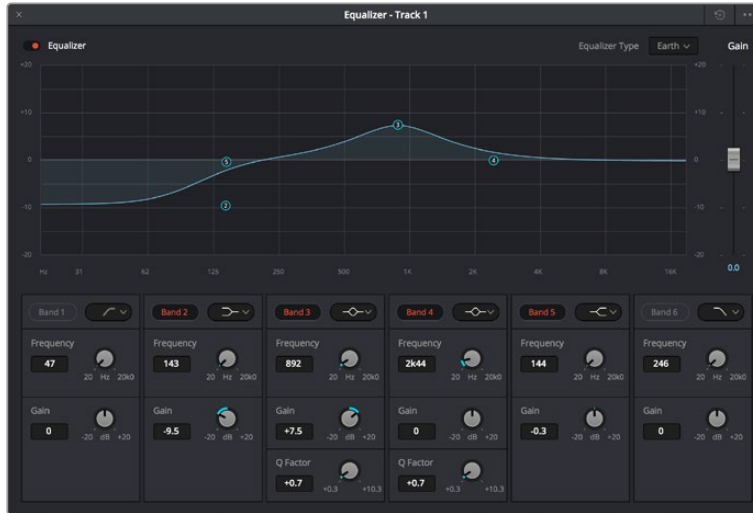 Equalizer - Track 1
Equalizer
Equalizer Type
Earth
Gain
+20 +20
+10 +10
0 0
-10 -10
-20 -20
5
3
4
2
Hz 31 62 125 250 500 1K 2K 4K 8K 16K
0.0
Band 1 Band 2 Band 3 Band 4 Band 5 Band 6
Frequency Frequency Frequency Frequency Frequency Frequency
47 143 892 2k44 144 246
20 Hz 20k0 20 Hz 20k0 20 Hz 20k0 20 Hz 20k0 20 Hz 20k0 20 Hz 20k0
Gain Gain Gain Gain Gain Gain
0 -9.5 +7.5 0 -0.3 0
-20 dB +20 -20 dB +20 -20 dB +20 -20 dB +20 -20 dB +20 -20 dB +20
Q Factor Q Factor
+0.7 +0.7
+0.3 +10.3 +0.3 +10.3